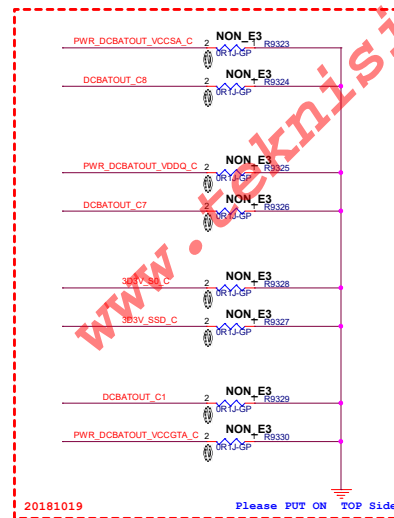 NON_E3
PWR_DCBATOUT_VCCSA_C 2 1 R9323
0R1J-GP
NON_E3
DCBATOUT_C8 2 1 R9324
0R1J-GP
NON_E3
PWR_DCBATOUT_VDDQ_C 2 1 R9325
0R1J-GP
NON_E3
DCBATOUT_C7 2 1 R9326
0R1J-GP
NON_E3
3D3V_S0_C 2 1 R9328
0R1J-GP
NON_E3
3D3V_SSD_C 2 1 R9327
0R1J-GP
NON_E3
DCBATOUT_C1 2 1 R9329
0R1J-GP
NON_E3
PWR_DCBATOUT_VCCGTA_C 2 1 R9330
0R1J-GP
www.teknisi
20181019 Please PUT ON TOP Side